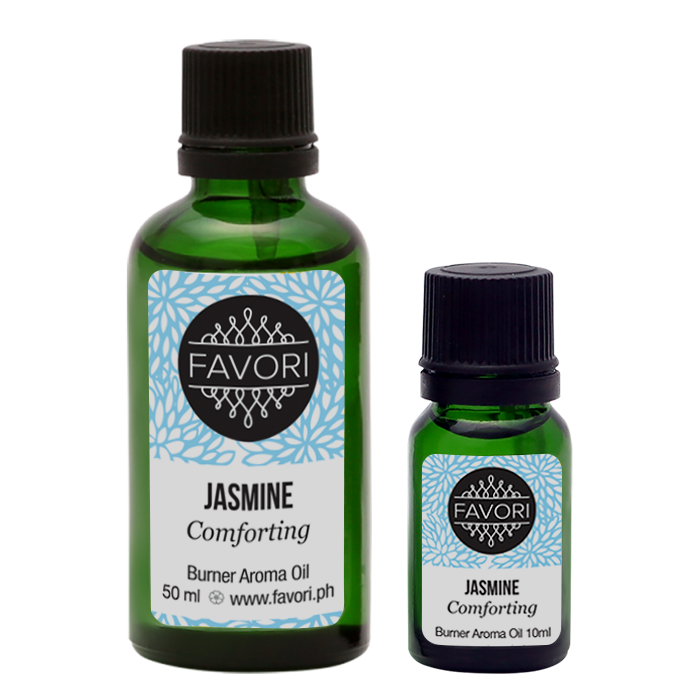 FAVORI
JASMINE
Comforting
Burner Aroma Oil
50 ml www.favori.ph
FAVORI
JASMINE
Comforting
Burner Aroma Oil 10ml